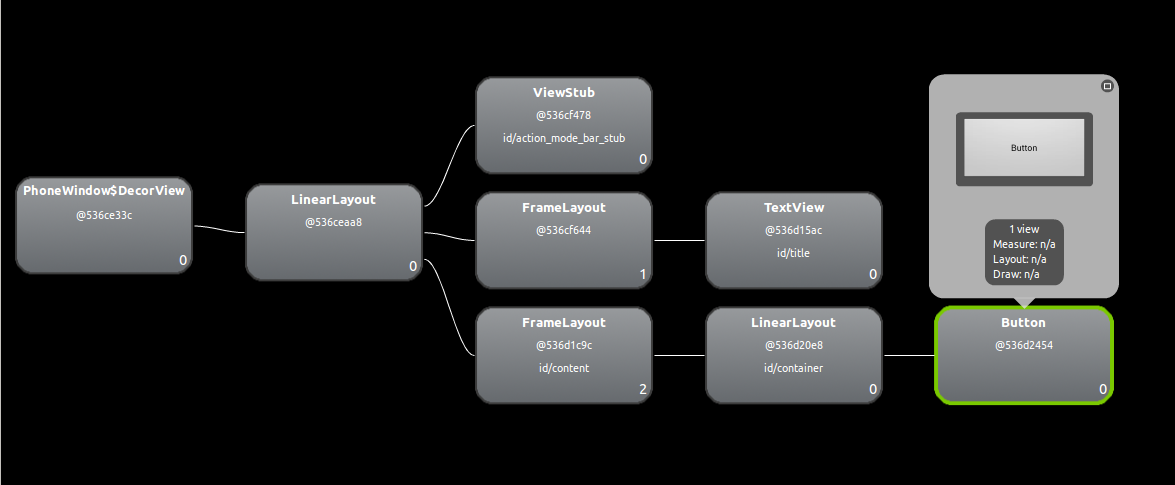 PhoneWindow$DecorView
@536ce33c
0
LinearLayout
@536ceaa8
0
ViewStub
@536cf478
id/action_mode_bar_stub
0
FrameLayout
@536cf644
1
FrameLayout
@536d1c9c
id/content
2
TextView
@536d15ac
id/title
0
LinearLayout
@536d20e8
id/container
0
Button
1 view
Measure: n/a
Layout: n/a
Draw: n/a
Button
@536d2454
0